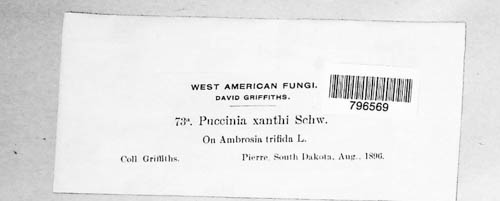 WEST AMERICAN FUNGI.
DAVID GRIFFITHS.
796569
73a. Puccinia xanthi Schw.
On Ambrosia trifida L.
Coll. Griffiths. Pierre, South Dakota, Aug., 1896.